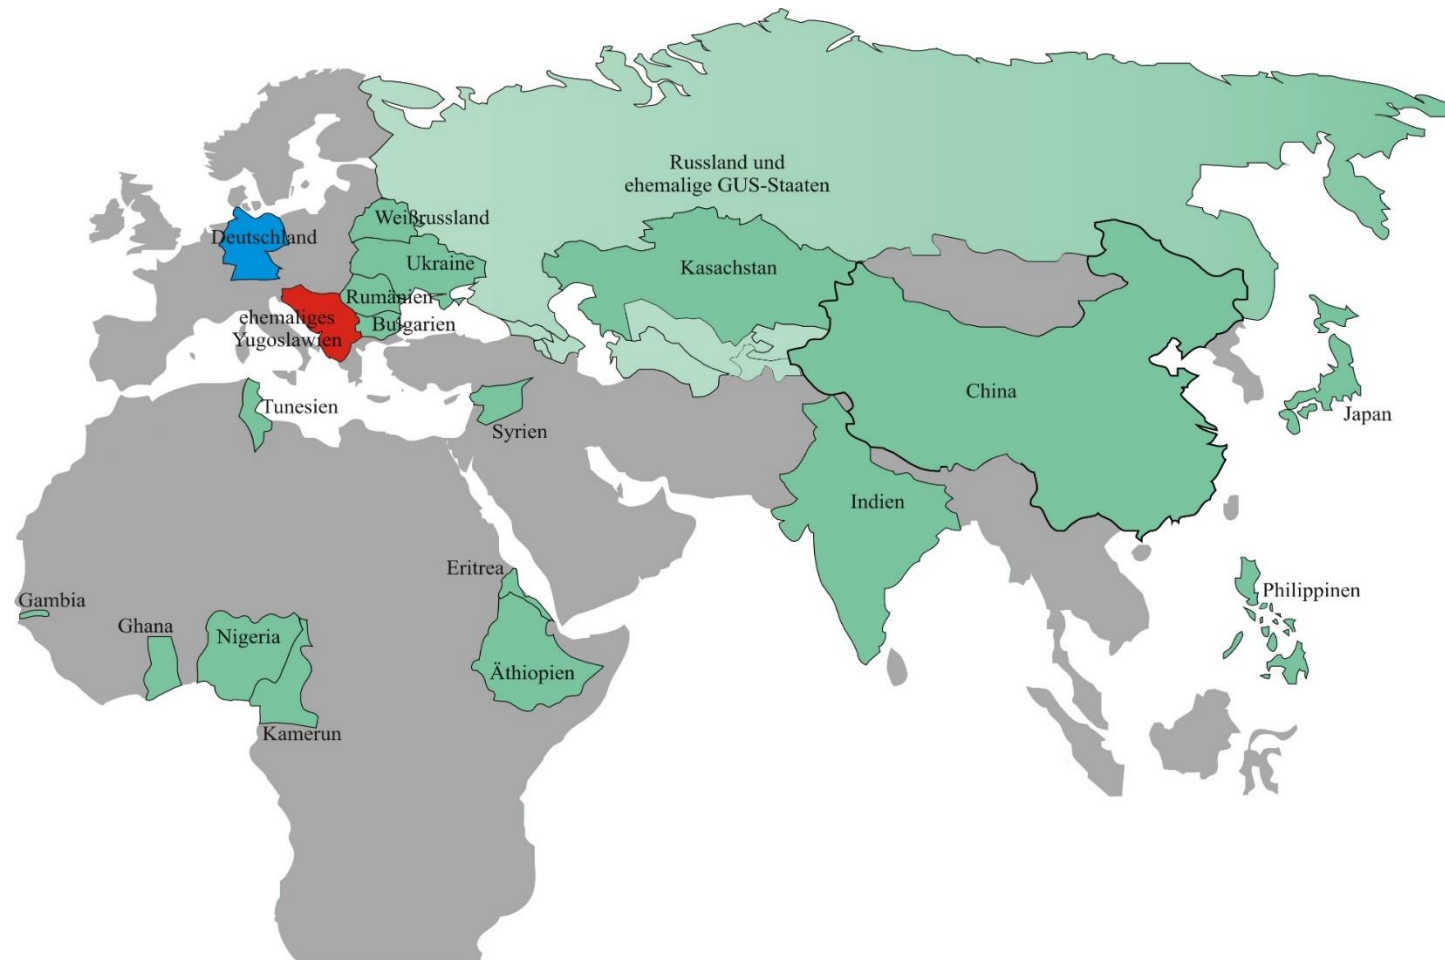 Russland und
ehemalige GUS-Staaten
Weißrussland
Deutschland
Ukraine
Kasachstan
Rumänien
ehemaliges
Yugoslawien
Bulgarien
China
Tunesien
Japan
Syrien
Indien
Eritrea
Philippinen
Gambia
Ghana
Nigeria
Äthiopien
Kamerun